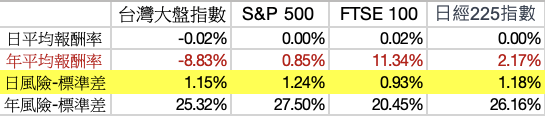 台灣大盤指數 S&P 500 FTSE 100 日經225指數
日平均報酬率 -0.02% 0.00% 0.02% 0.00%
年平均報酬率 -8.83% 0.85% 11.34% 2.17%
日風險-標準差 1.15% 1.24% 0.93% 1.18%
年風險-標準差 25.32% 27.50% 20.45% 26.16%